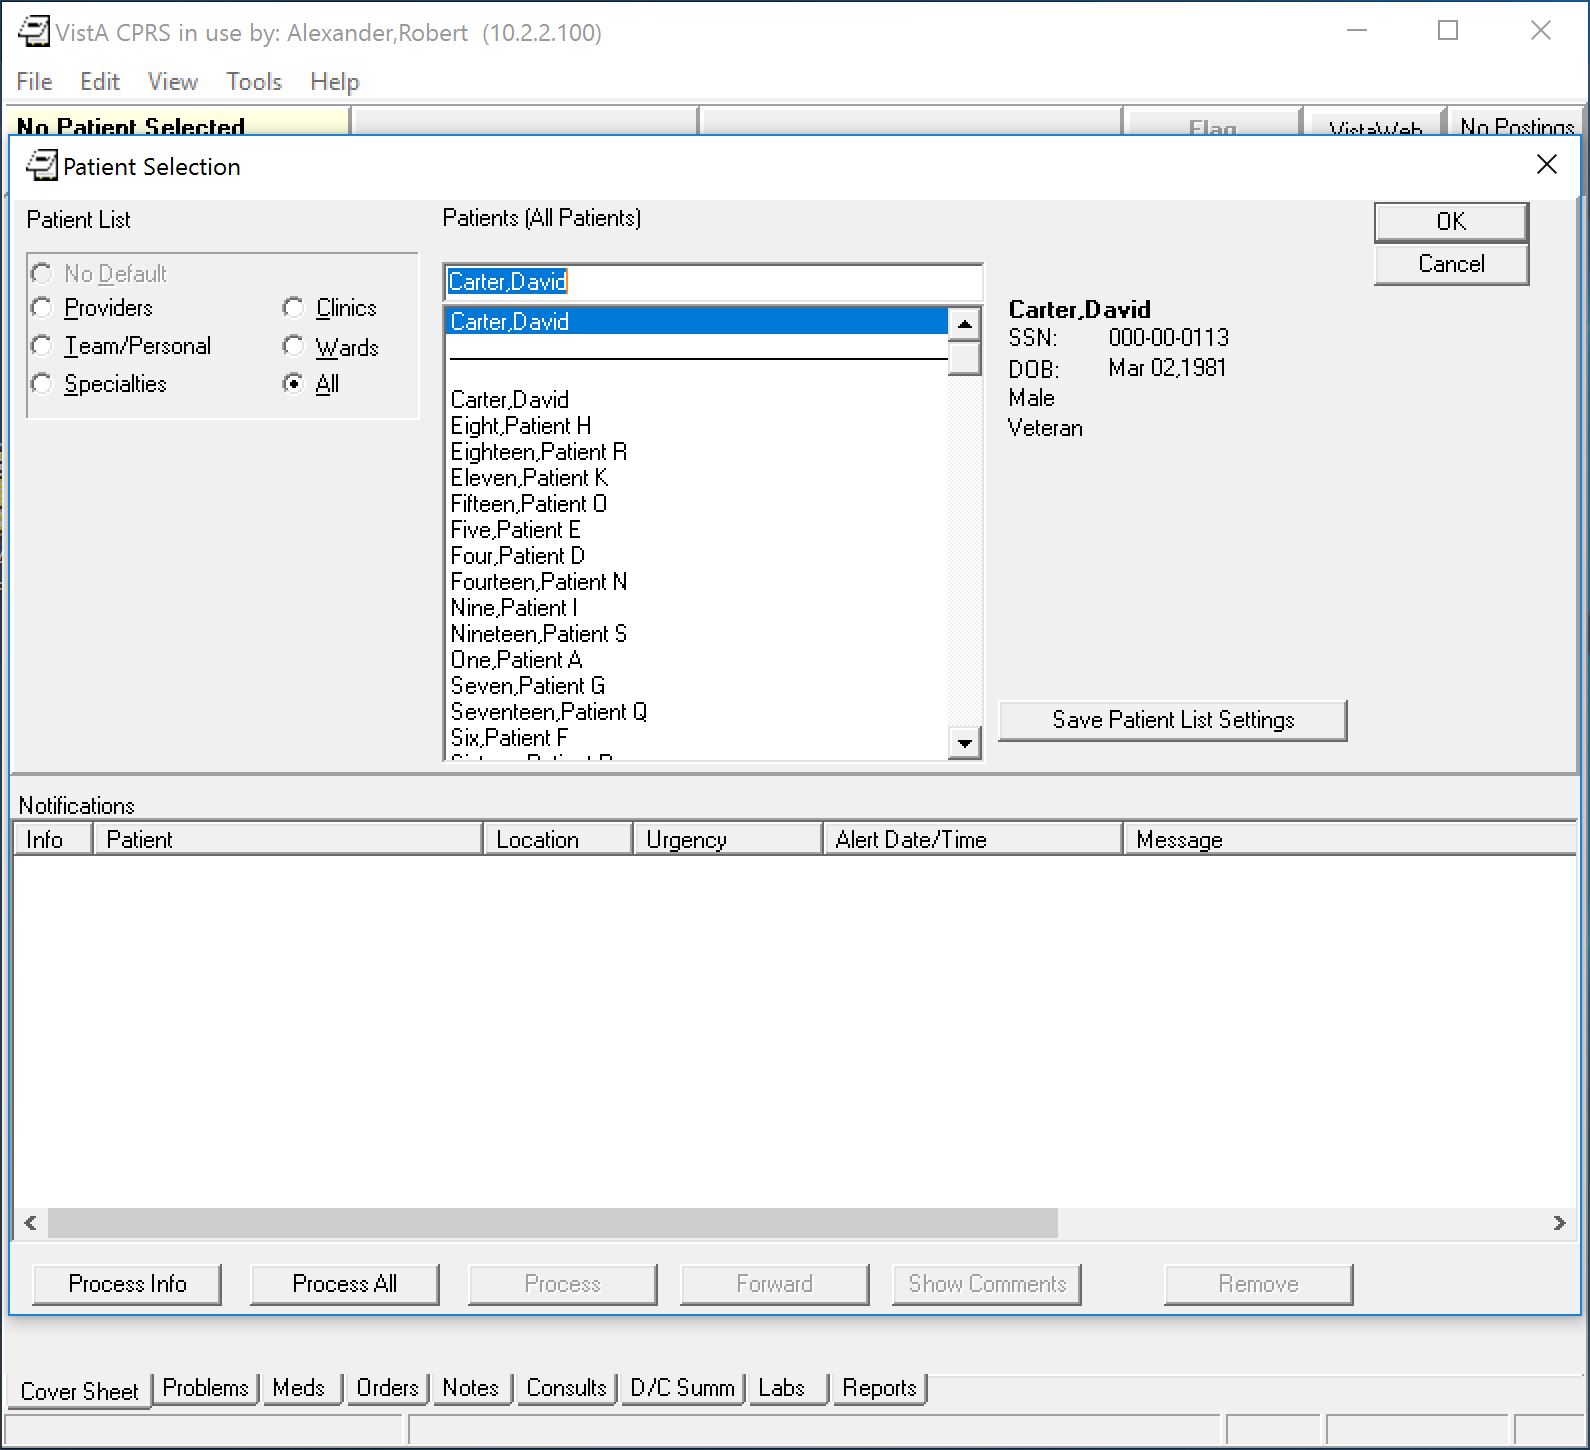 VistA CPRS in use by: Alexander,Robert (10.2.2.100)
File Edit View Tools Help
No Patient Selected Flag VistaWeb No Postings
Patient Selection
Patient List
No Default
Providers Clinics
Team/Personal Wards
Specialties All
Patients (All Patients)
Carter,David
Carter,David
Carter,David
Eight,Patient H
Eighteen,Patient R
Eleven,Patient K
Fifteen,Patient O
Five,Patient E
Four,Patient D
Fourteen,Patient N
Nine,Patient I
Nineteen,Patient S
One,Patient A
Seven,Patient G
Seventeen,Patient Q
Six,Patient F
OK
Cancel
Carter,David
SSN: 000-00-0113
DOB: Mar 02,1981
Male
Veteran
Save Patient List Settings
Notifications
Info Patient Location Urgency Alert Date/Time Message
Process Info Process All Process Forward Show Comments Remove
Cover Sheet Problems Meds Orders Notes Consults D/C Summ Labs Reports